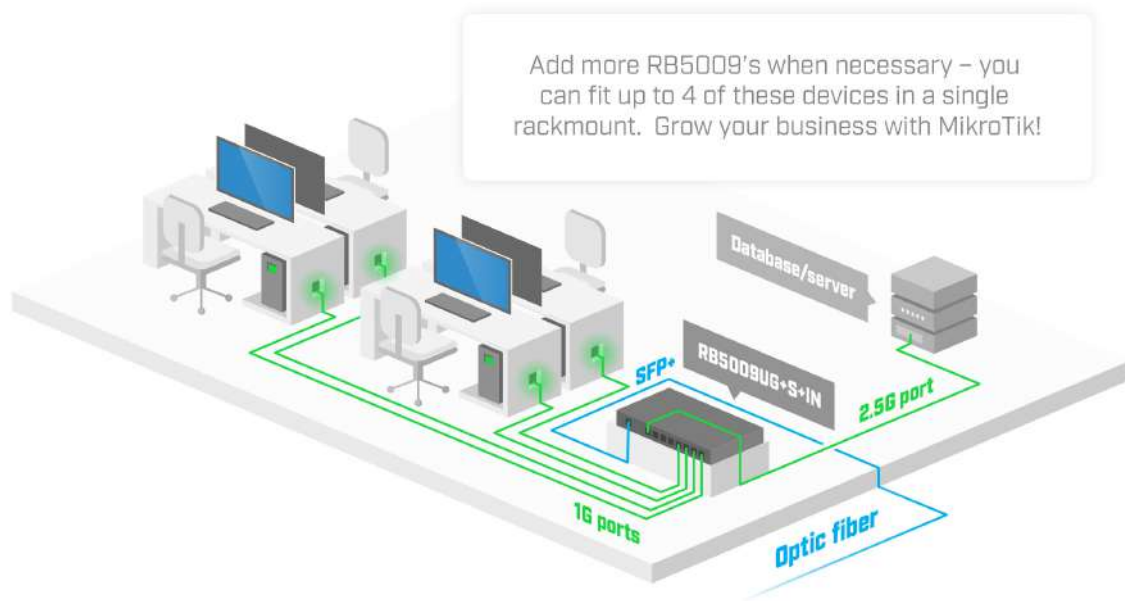 Add more RB5009's when necessary – you
can fit up to 4 of these devices in a single
rackmount. Grow your business with MikroTik!
Database/server
RB5009UG+S+IN
SFP+
2.5G port
1G ports
Optic fiber